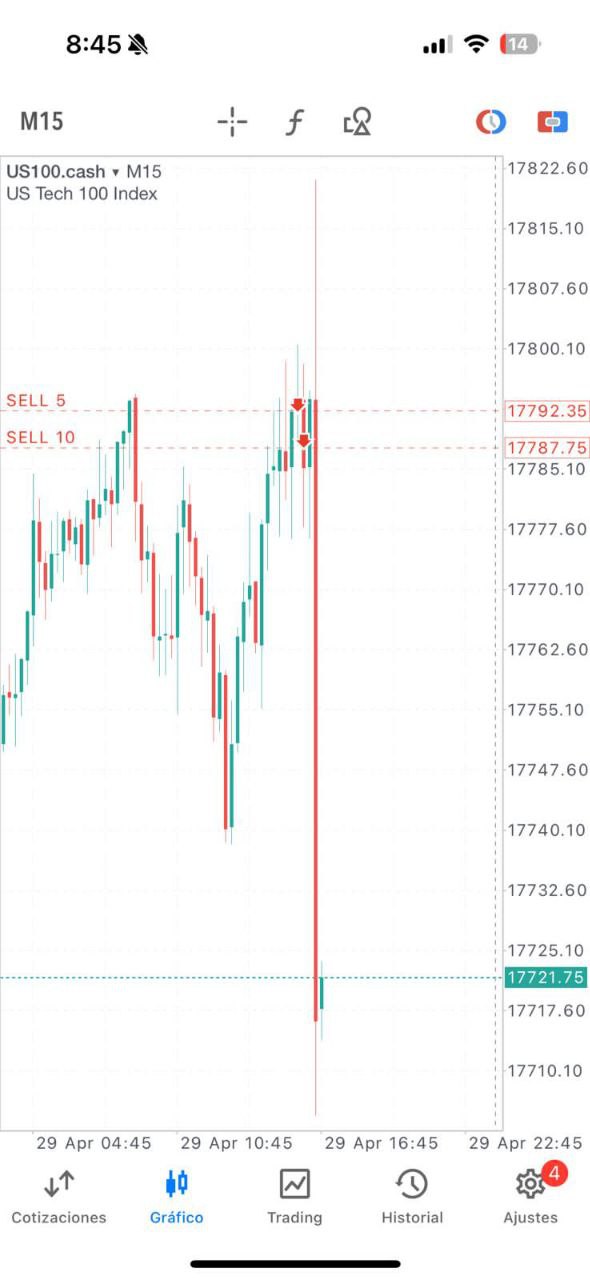 8:45
14
M15
f
US100.cash ▾ M15
US Tech 100 Index
17822.60
17815.10
17807.60
17800.10
SELL 5
17792.35
SELL 10
17787.75
17785.10
17777.60
17770.10
17762.60
17755.10
17747.60
17740.10
17732.60
17725.10
17721.75
17717.60
17710.10
29 Apr 04:45 29 Apr 10:45 29 Apr 16:45 29 Apr 22:45
4
Cotizaciones Gráfico Trading Historial Ajustes